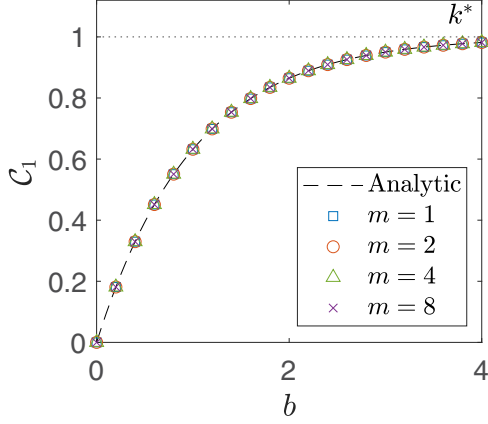 k*
1
0.8
0.6
0.4
0.2
0
C₁
Analytic
m = 1
m = 2
m = 4
m = 8
0 2 4
b